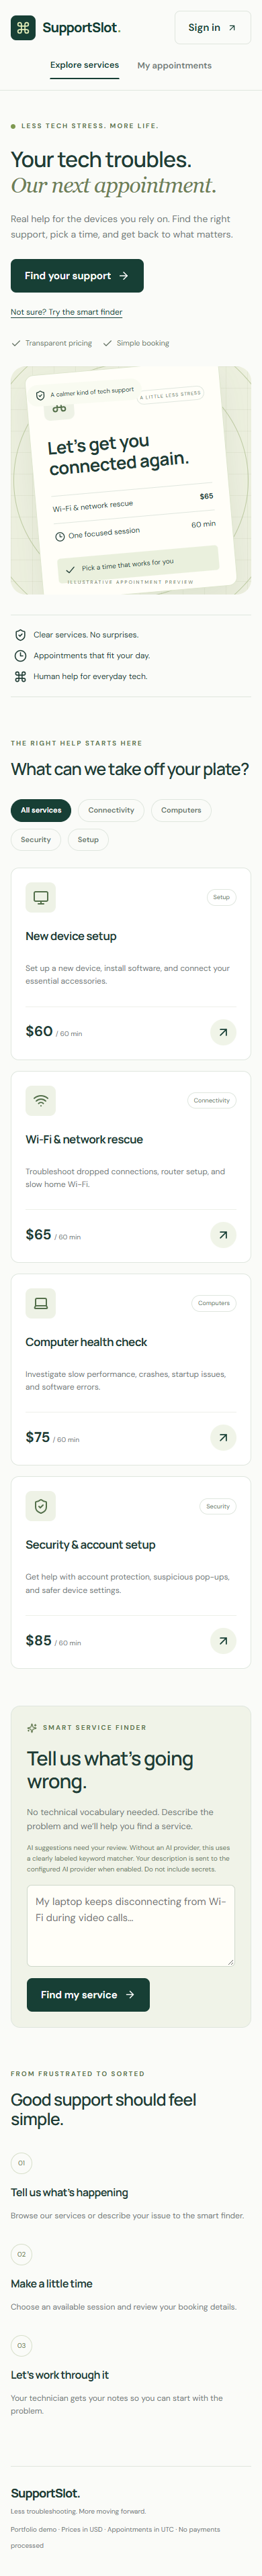 SupportSlot.
Sign in
Explore services
My appointments
LESS TECH STRESS. MORE LIFE.
Your tech troubles.
Our next appointment.
Real help for the devices you rely on. Find the right
support, pick a time, and get back to what matters.
Find your support
Not sure? Try the smart finder
Transparent pricing
Simple booking
A calmer kind of tech support
A LITTLE LESS STRESS
Let's get you
connected again.
Wi-Fi & network rescue
$65
One focused session
60 min
Pick a time that works for you
ILLUSTRATIVE APPOINTMENT PREVIEW
Clear services. No surprises.
Appointments that fit your day.
Human help for everyday tech.
THE RIGHT HELP STARTS HERE
What can we take off your plate?
All services
Connectivity
Computers
Security
Setup
Setup
New device setup
Set up a new device, install software, and connect your
essential accessories.
$60 / 60 min
Connectivity
Wi-Fi & network rescue
Troubleshoot dropped connections, router setup, and
slow home Wi-Fi.
$65 / 60 min
Computers
Computer health check
Investigate slow performance, crashes, startup issues,
and software errors.
$75 / 60 min
Security
Security & account setup
Get help with account protection, suspicious pop-ups,
and safer device settings.
$85 / 60 min
SMART SERVICE FINDER
Tell us what's going
wrong.
No technical vocabulary needed. Describe the
problem and we'll help you find a service.
AI suggestions need your review. Without an AI provider, this uses
a clearly labeled keyword matcher. Your description is sent to the
configured AI provider when enabled. Do not include secrets.
My laptop keeps disconnecting from Wi-
Fi during video calls...
Find my service
FROM FRUSTRATED TO SORTED
Good support should feel
simple.
01
Tell us what's happening
Browse our services or describe your issue to the smart finder.
02
Make a little time
Choose an available session and review your booking details.
03
Let's work through it
Your technician gets your notes so you can start with the
problem.
SupportSlot.
Less troubleshooting. More moving forward.
Portfolio demo · Prices in USD · Appointments in UTC · No payments
processed